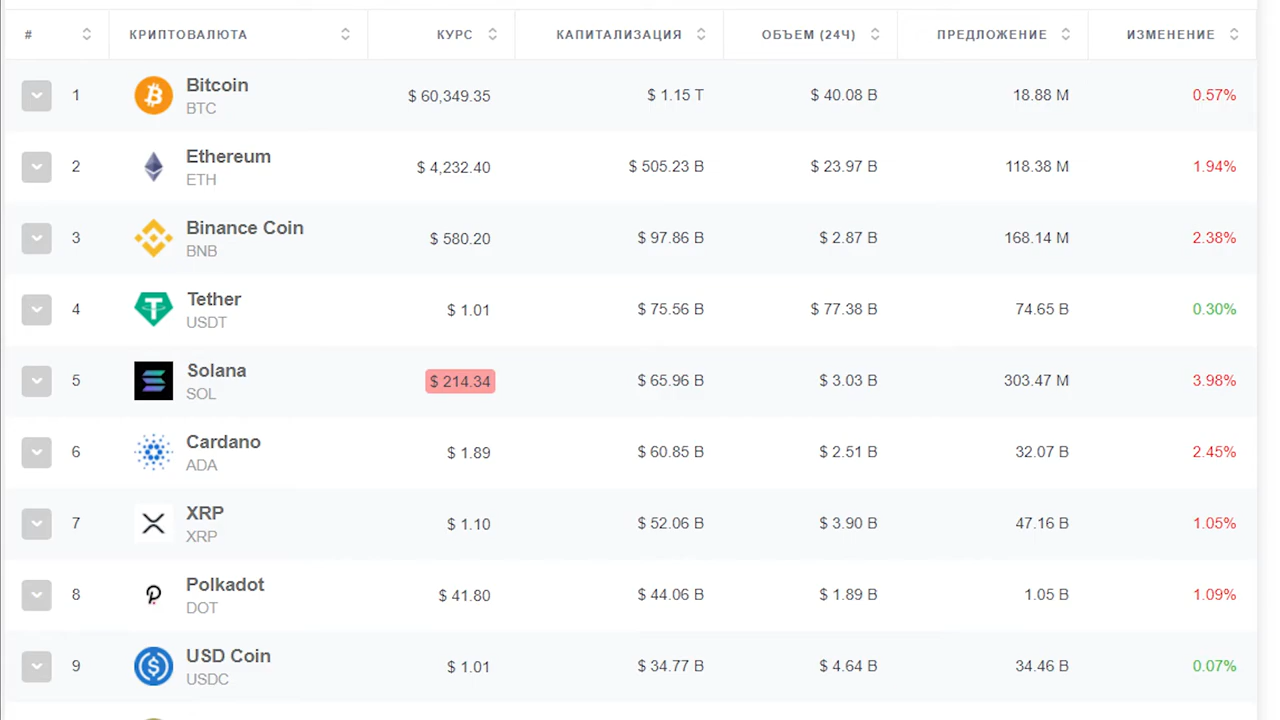 # КРИПТОВАЛЮТА КУРС КАПИТАЛИЗАЦИЯ ОБЪЕМ (24Ч) ПРЕДЛОЖЕНИЕ ИЗМЕНЕНИЕ
1 Bitcoin $ 60,349.35 $ 1.15 T $ 40.08 B 18.88 M 0.57%
BTC
2 Ethereum $ 4,232.40 $ 505.23 B $ 23.97 B 118.38 M 1.94%
ETH
3 Binance Coin $ 580.20 $ 97.86 B $ 2.87 B 168.14 M 2.38%
BNB
4 Tether $ 1.01 $ 75.56 B $ 77.38 B 74.65 B 0.30%
USDT
5 Solana $ 214.34 $ 65.96 B $ 3.03 B 303.47 M 3.98%
SOL
6 Cardano $ 1.89 $ 60.85 B $ 2.51 B 32.07 B 2.45%
ADA
7 XRP $ 1.10 $ 52.06 B $ 3.90 B 47.16 B 1.05%
XRP
8 Polkadot $ 41.80 $ 44.06 B $ 1.89 B 1.05 B 1.09%
DOT
9 USD Coin $ 1.01 $ 34.77 B $ 4.64 B 34.46 B 0.07%
USDC